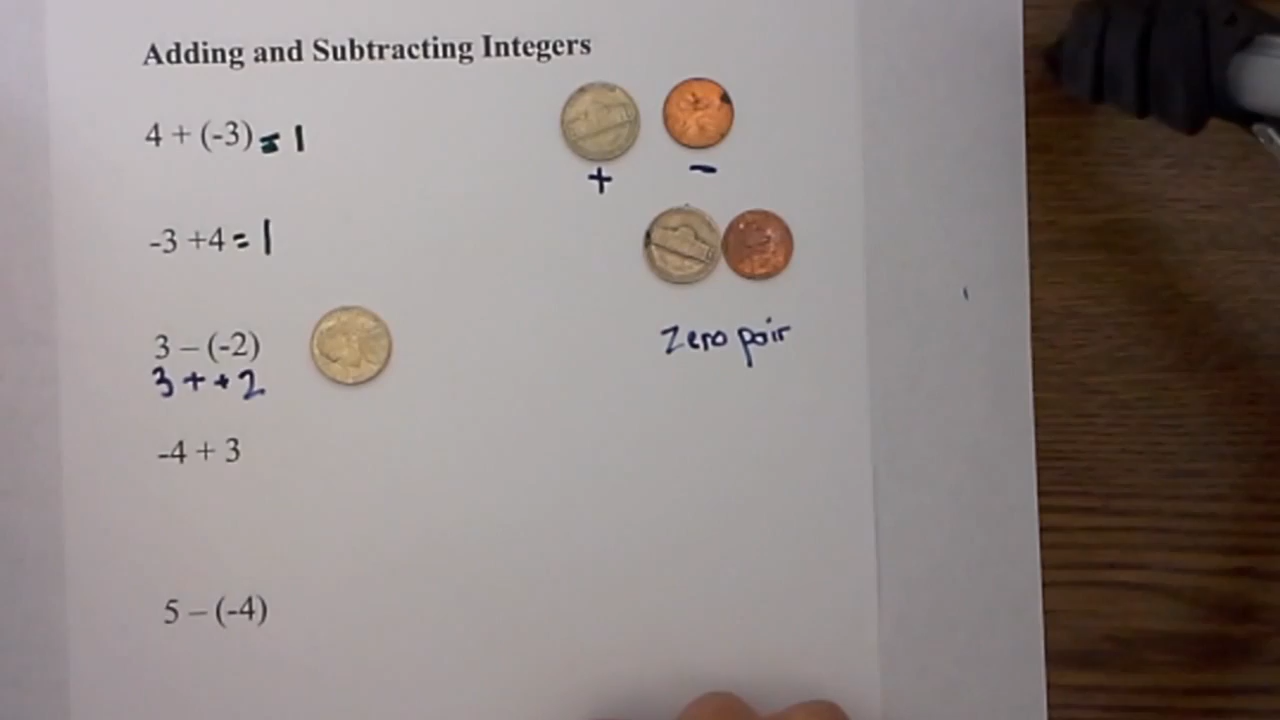 Adding and Subtracting Integers
4 + (-3) = 1
+ -
-3 +4 = 1
3 – (-2)
zero pair
3 + +2
-4 + 3
5 – (-4)